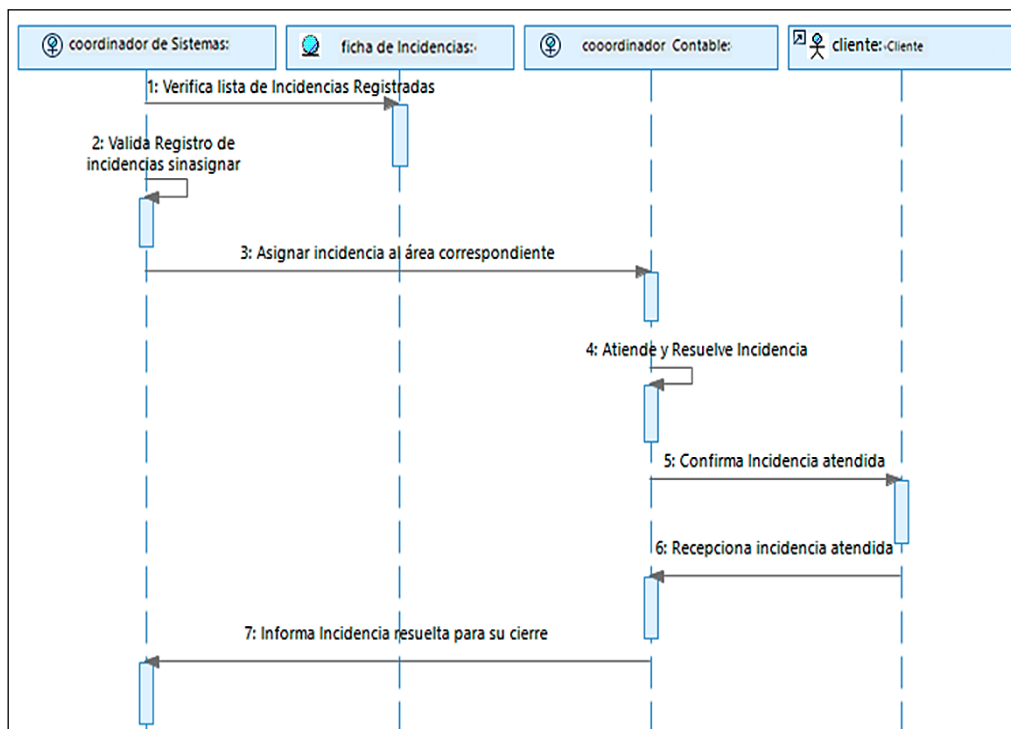 coordinador de Sistemas:
ficha de Incidencias:
cooordinador Contable:
cliente: Cliente
1: Verifica lista de Incidencias Registradas
2: Valida Registro de
incidencias sinasignar
3: Asignar incidencia al área correspondiente
4: Atiende y Resuelve Incidencia
5: Confirma Incidencia atendida
6: Recepciona incidencia atendida
7: Informa Incidencia resuelta para su cierre